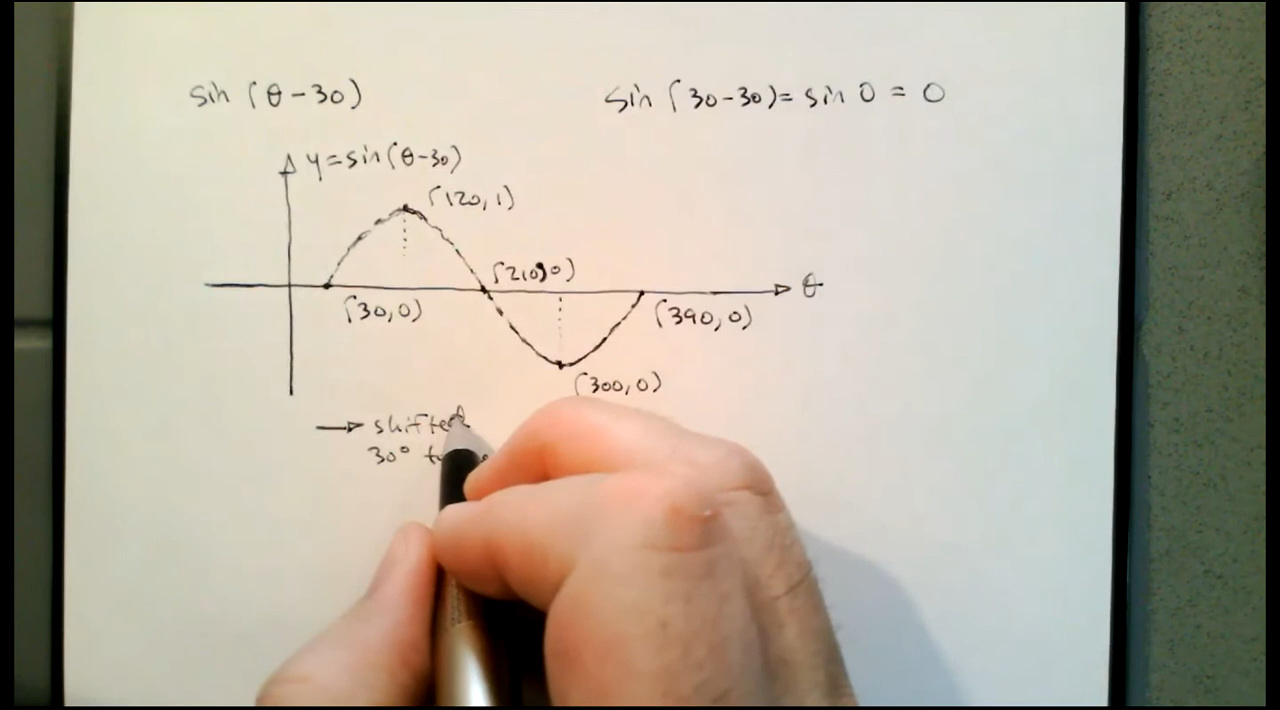 sin (θ-30)
sin (30-30) = sin 0 = 0
y = sin(θ-30)
(120, 1)
(210, 0)
θ
(30, 0)
(390, 0)
(300, 0)
→ shifted
30°